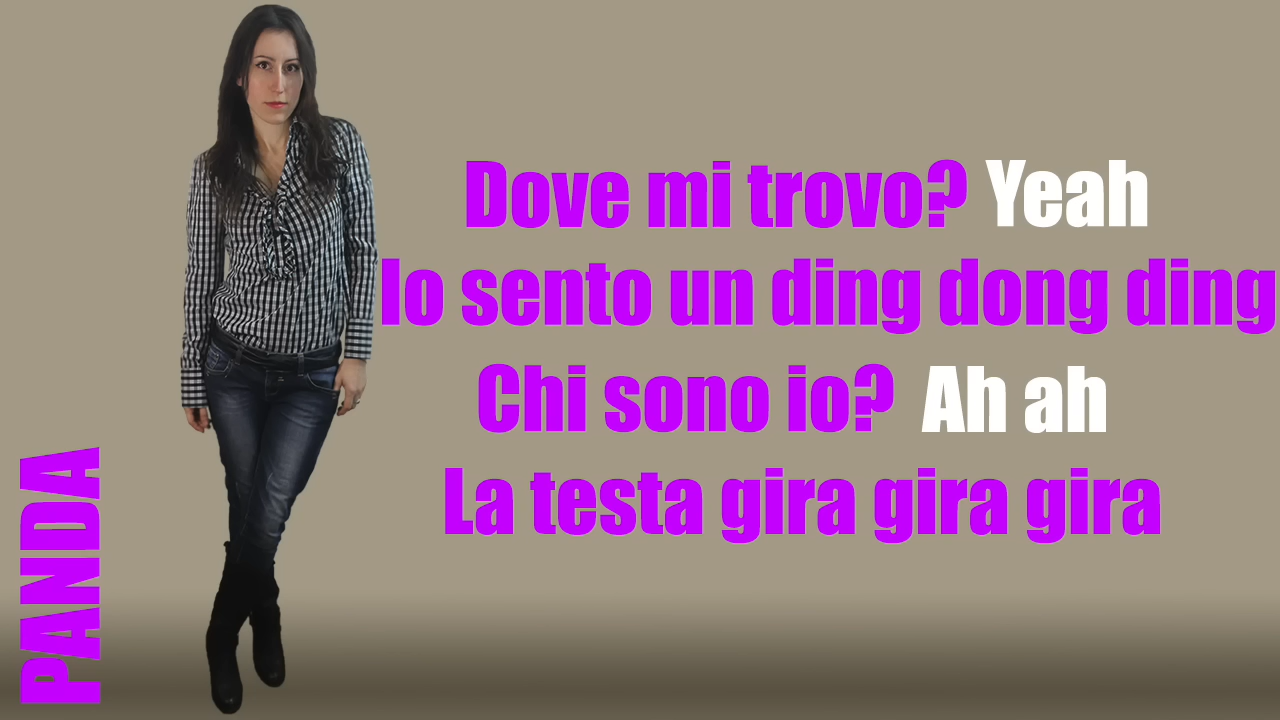 Dove mi trovo? Yeah
Io sento un ding dong ding
Chi sono io? Ah ah
La testa gira gira gira
PANDA